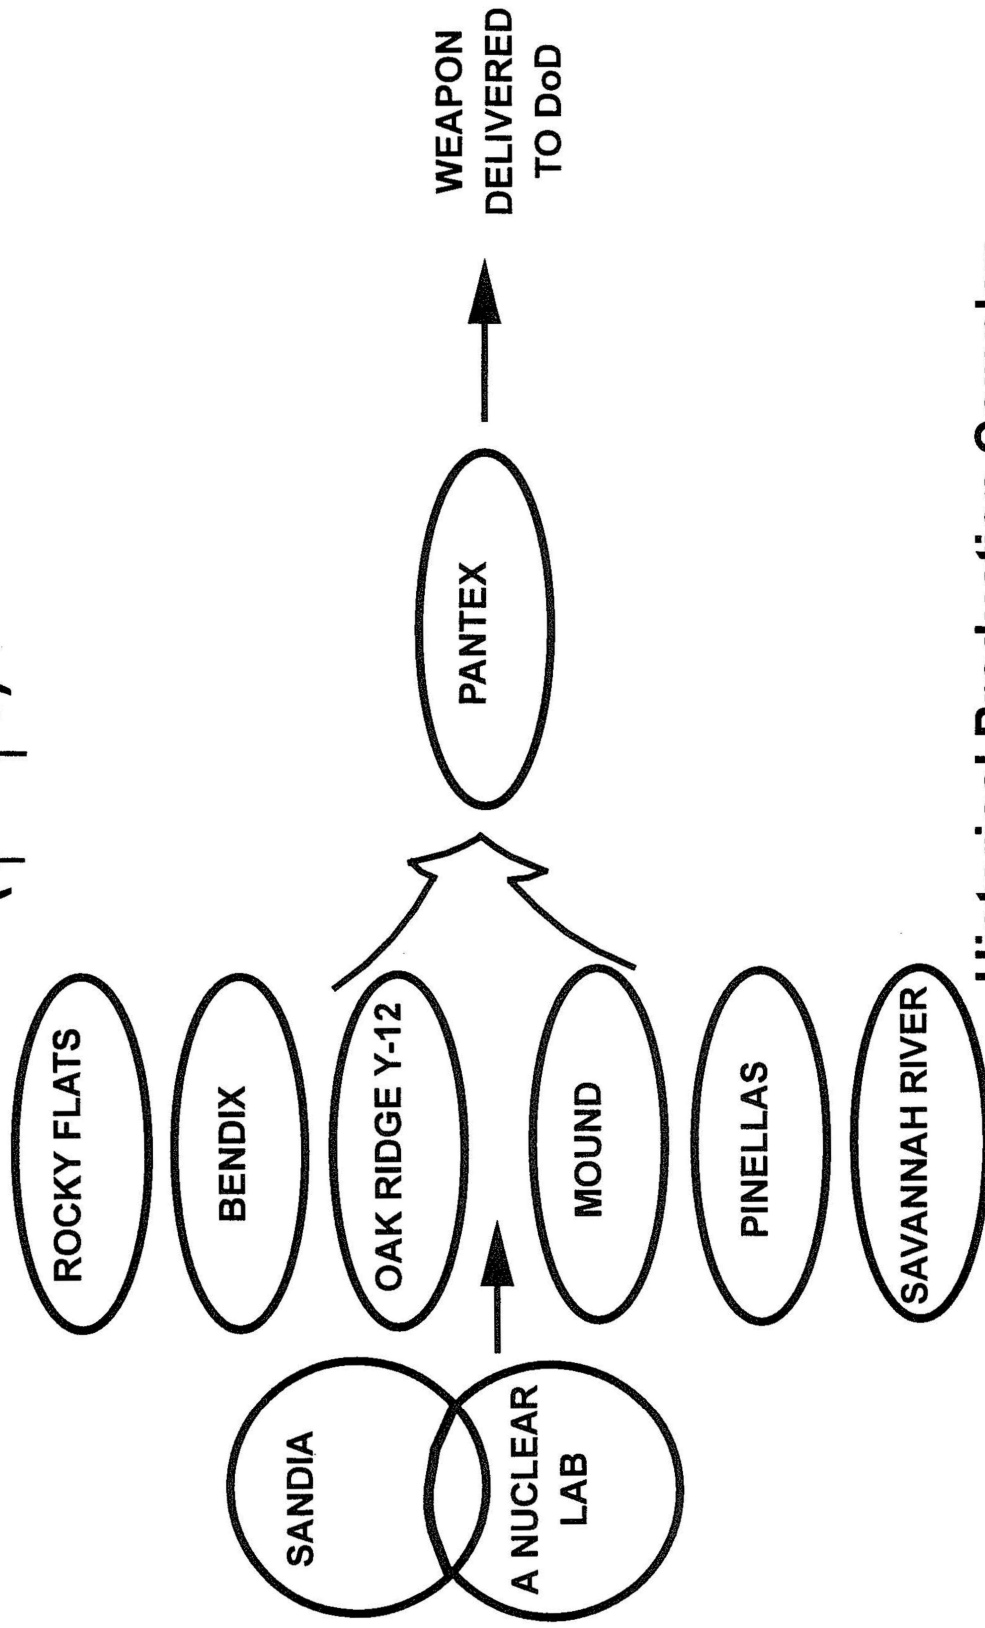 SANDIA
A NUCLEAR
LAB
ROCKY FLATS
BENDIX
OAK RIDGE Y-12
MOUND
PINELLAS
SAVANNAH RIVER
PANTEX
WEAPON
DELIVERED
TO DoD